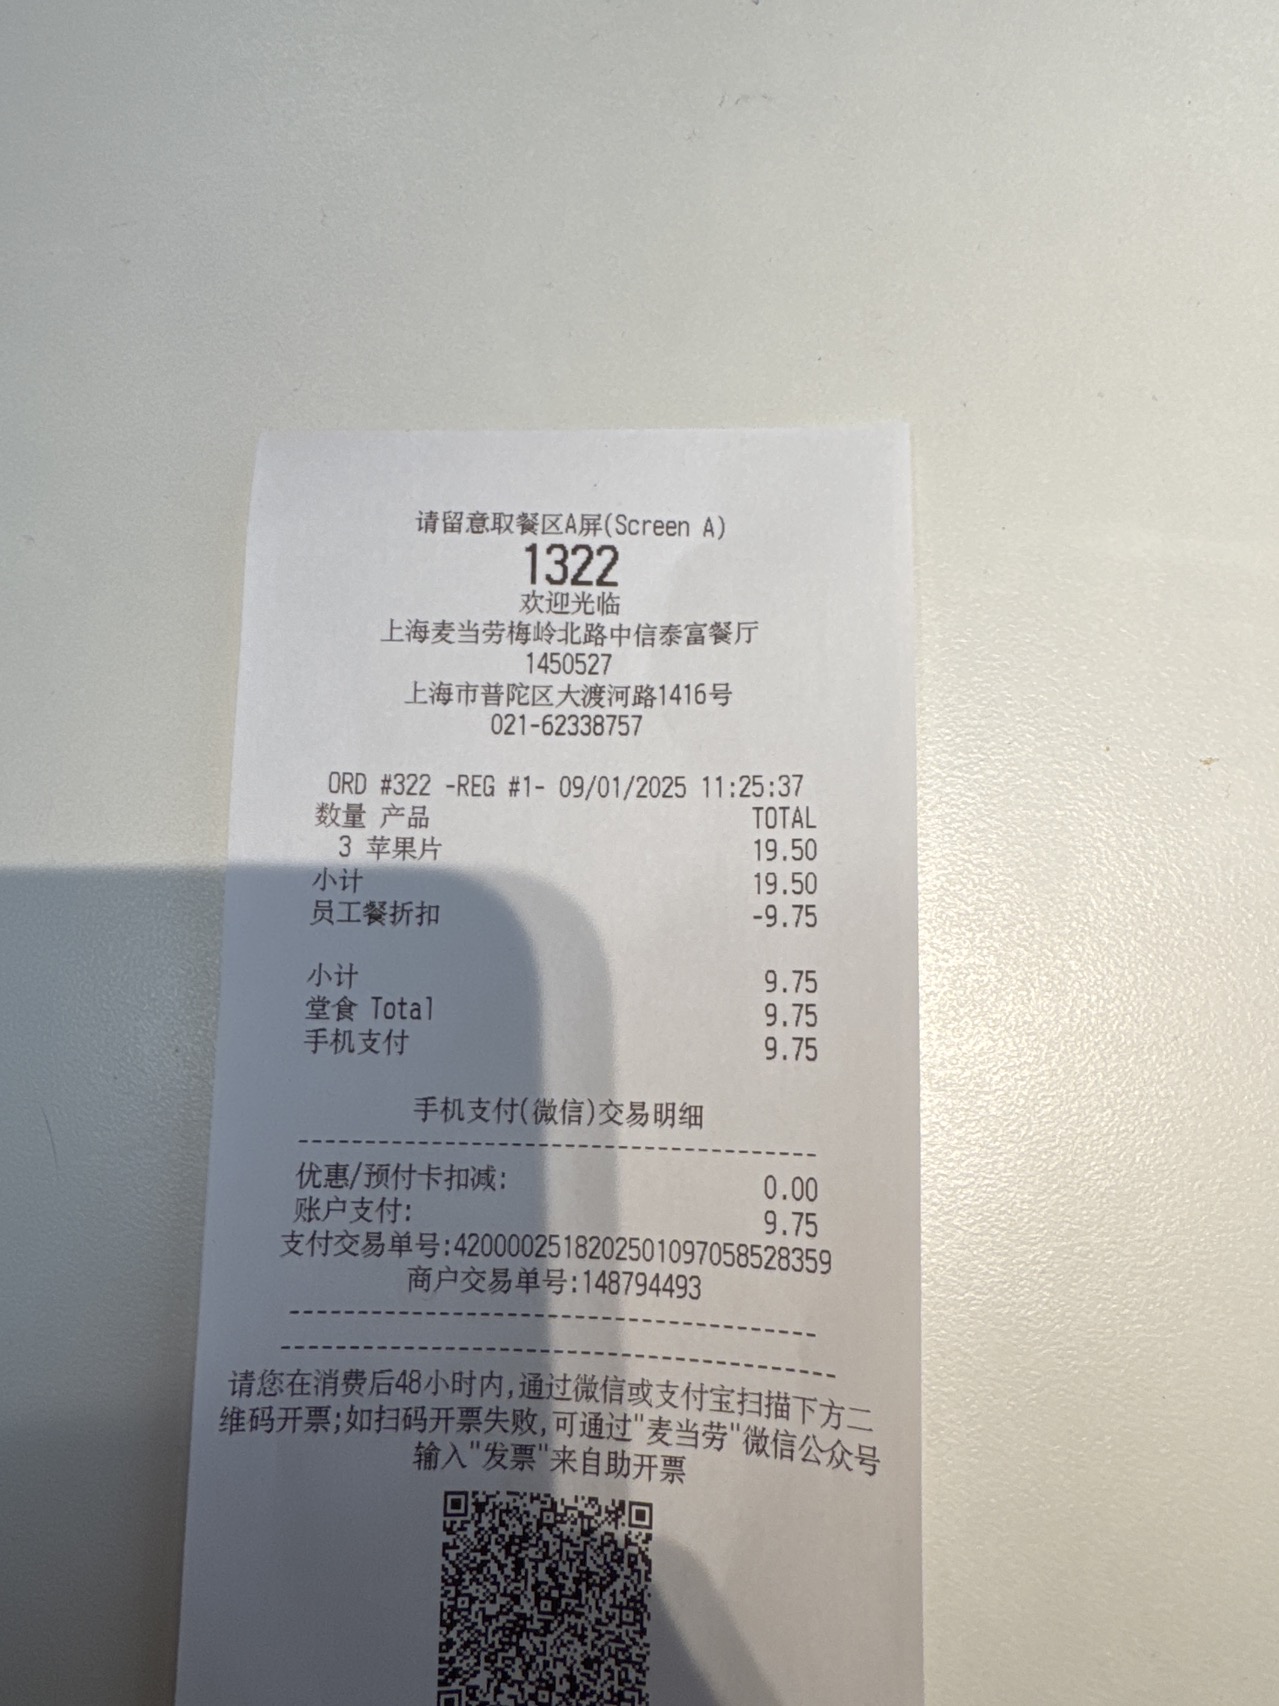 请留意取餐区A屏(Screen A)
1322
欢迎光临
上海麦当劳梅岭北路中信泰富餐厅
1450527
上海市普陀区大渡河路1416号
021-62338757
ORD #322 -REG #1- 09/01/2025 11:25:37
数量 产品 TOTAL
3 苹果片 19.50
小计 19.50
员工餐折扣 -9.75
小计 9.75
堂食 Total 9.75
手机支付 9.75
手机支付(微信)交易明细
----------------------------------------
优惠/预付卡扣减: 0.00
账户支付: 9.75
支付交易单号:4200002518202501097058528359
商户交易单号:148794493
----------------------------------------
----------------------------------------
请您在消费后48小时内,通过微信或支付宝扫描下方二
维码开票;如扫码开票失败,可通过"麦当劳"微信公众号
输入"发票"来自助开票